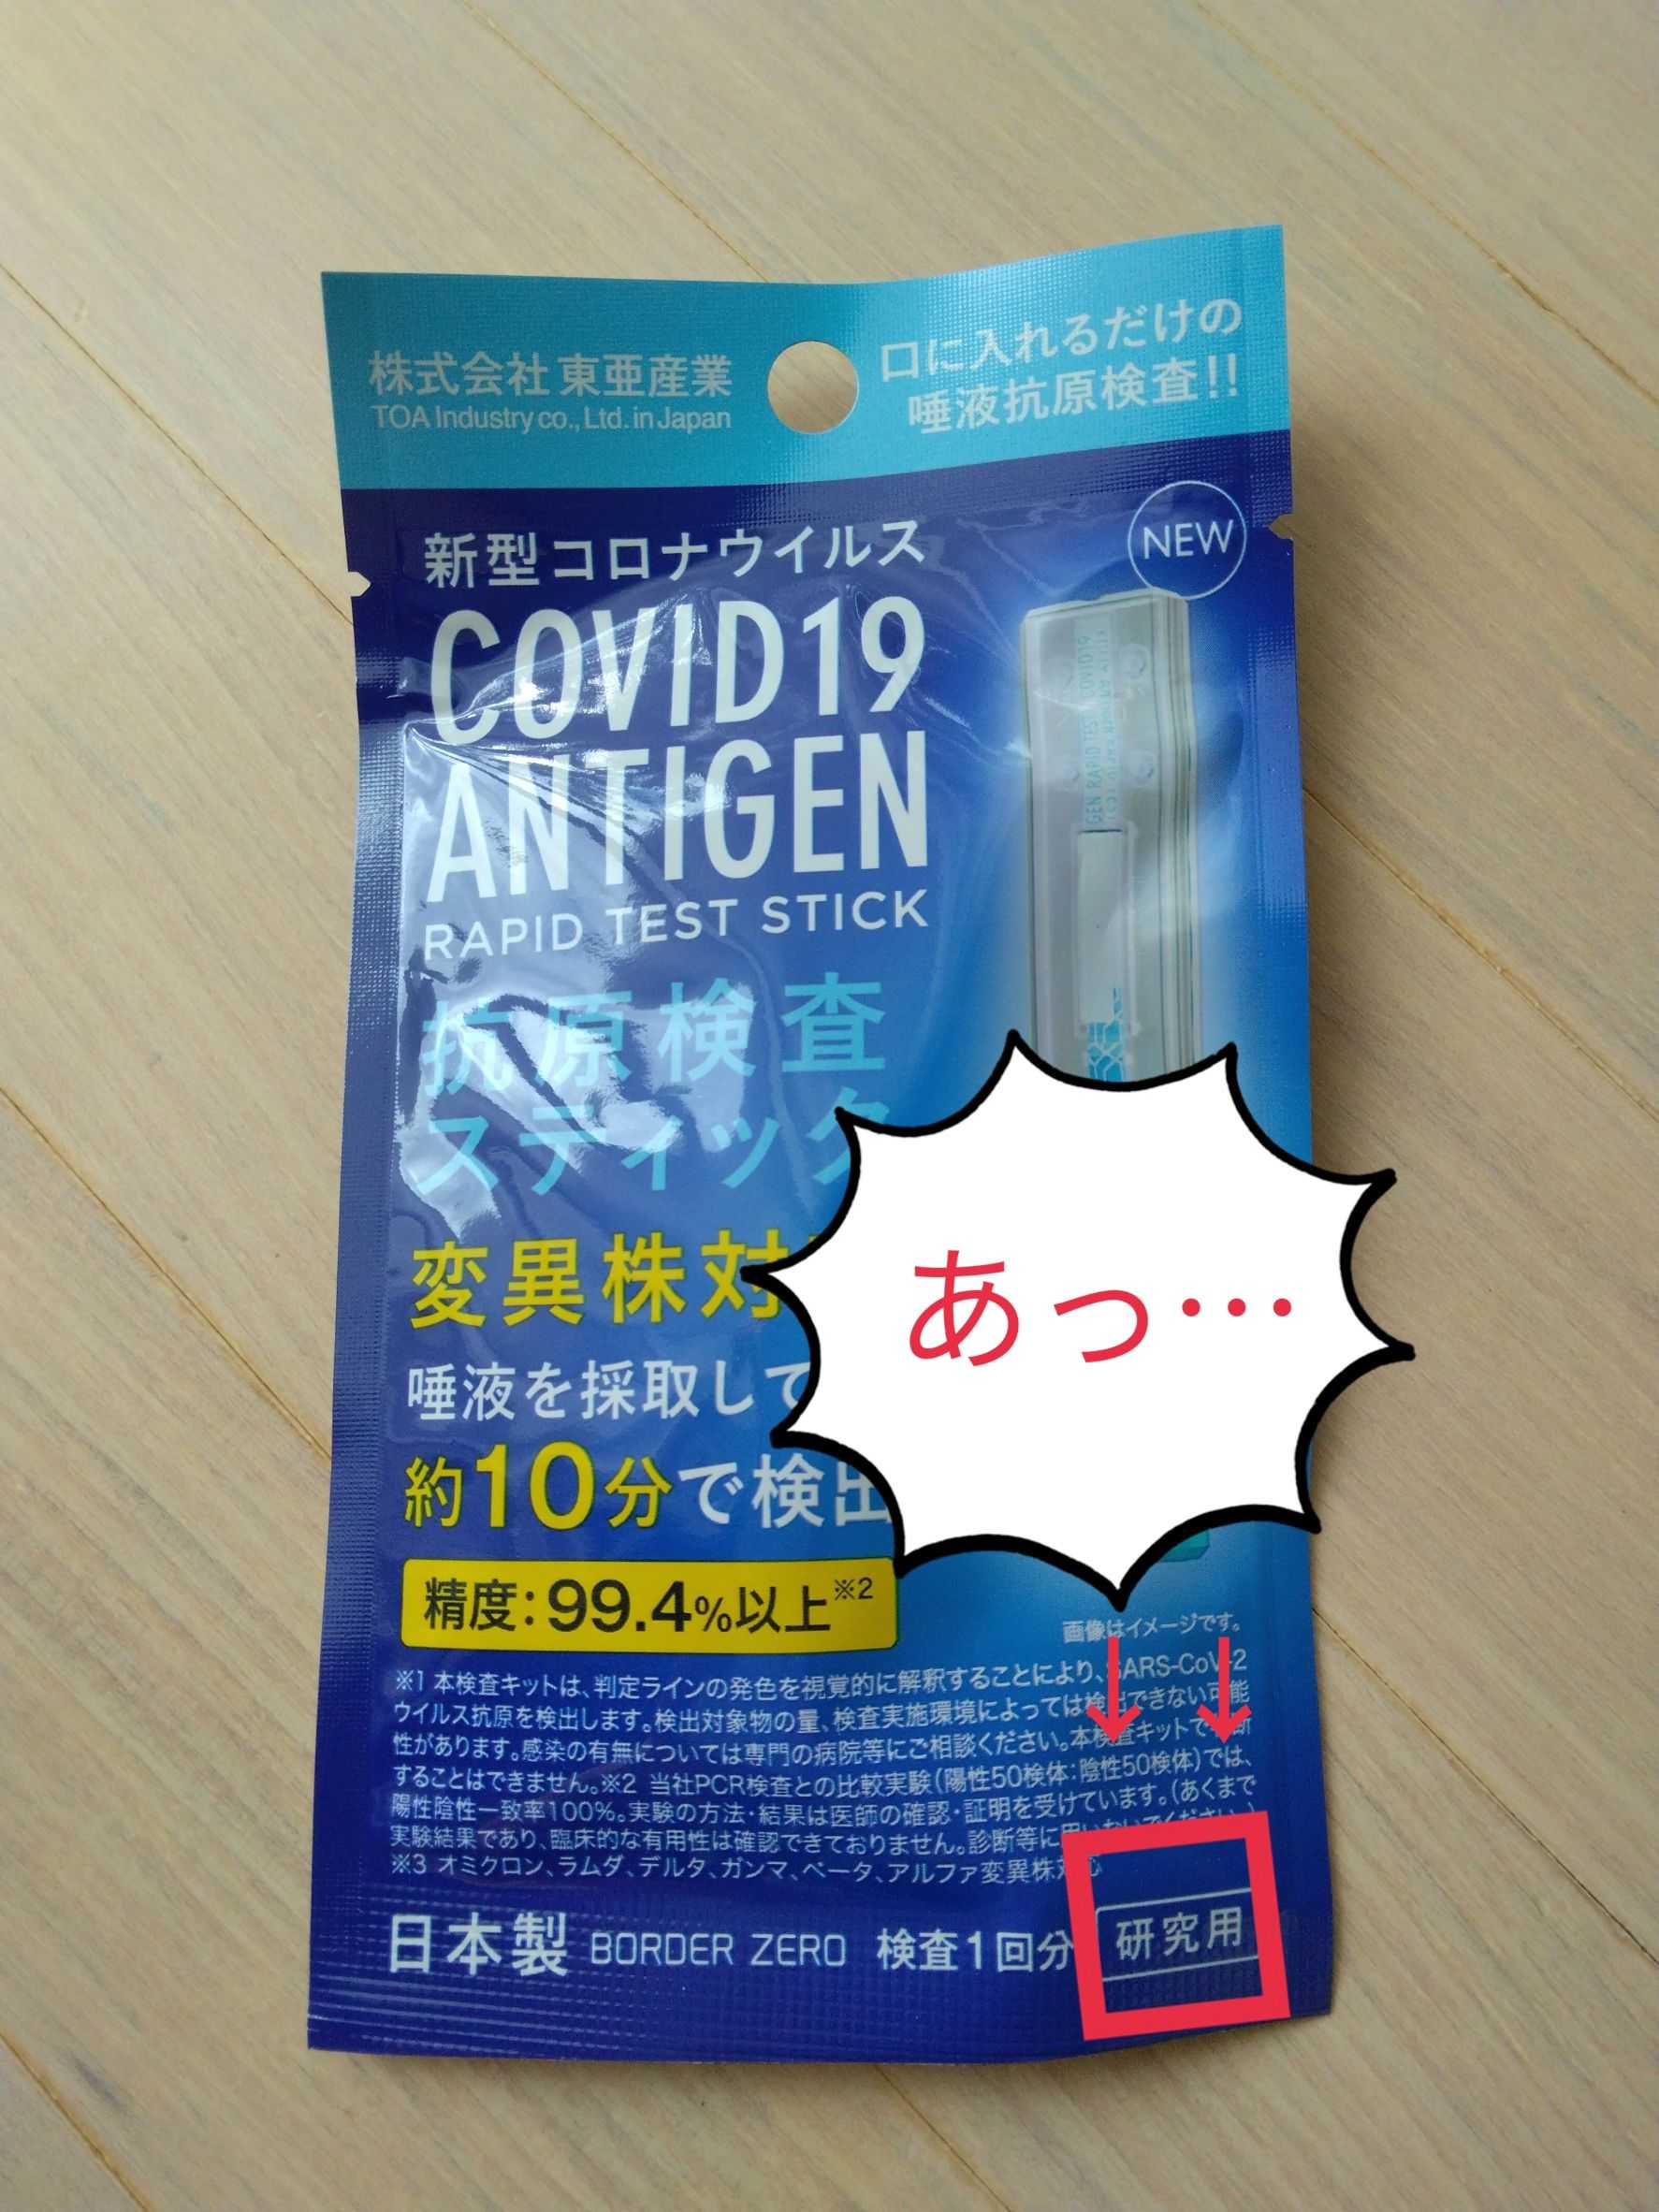 株式会社 東亜産業
TOA Industry co., Ltd. in Japan
口に入れるだけの
唾液抗原検査!!
NEW
新型コロナウイルス
COVID19
ANTIGEN
RAPID TEST STICK
抗原検査
スティック
変異株対
唾液を採取して
約10分で検出
あっ…
精度:99.4%以上※2
画像はイメージです。
※1 本検査キットは、判定ラインの発色を視覚的に解釈することにより、SARS-CoV-2
ウイルス抗原を検出します。検出対象物の量、検査実施環境によっては検出できない可能
性があります。感染の有無については専門の病院等にご相談ください。本検査キットで判断
することはできません。※2 当社PCR検査との比較実験(陽性50検体:陰性50検体)では、
陽性陰性一致率100%。実験の方法・結果は医師の確認・証明を受けています。(あくまで
実験結果であり、臨床的な有用性は確認できておりません。診断等に用いないでください。)
※3 オミクロン、ラムダ、デルタ、ガンマ、ベータ、アルファ変異株対応
日本製 BORDER ZERO 検査1回分 研究用